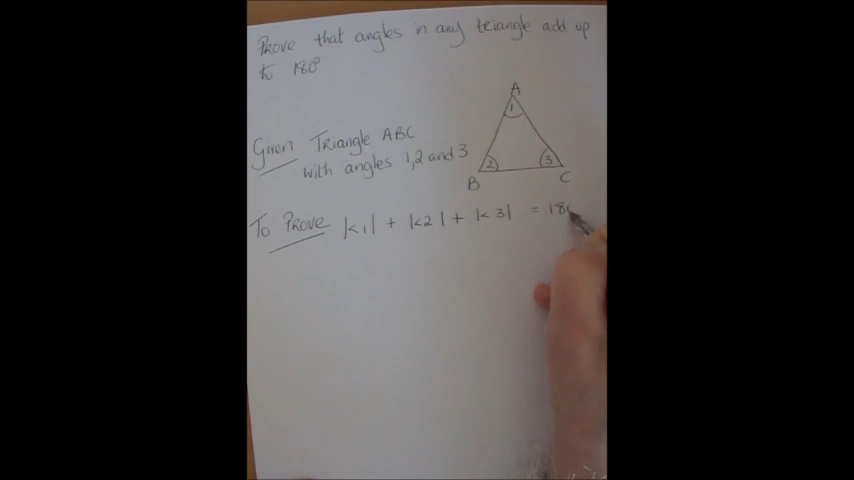 Prove that angles in any triangle add up
to 180°
A
1
Given Triangle ABC
with angles 1,2 and 3
2
3
B
C
To Prove |<1| + |<2| + |<3| = 180